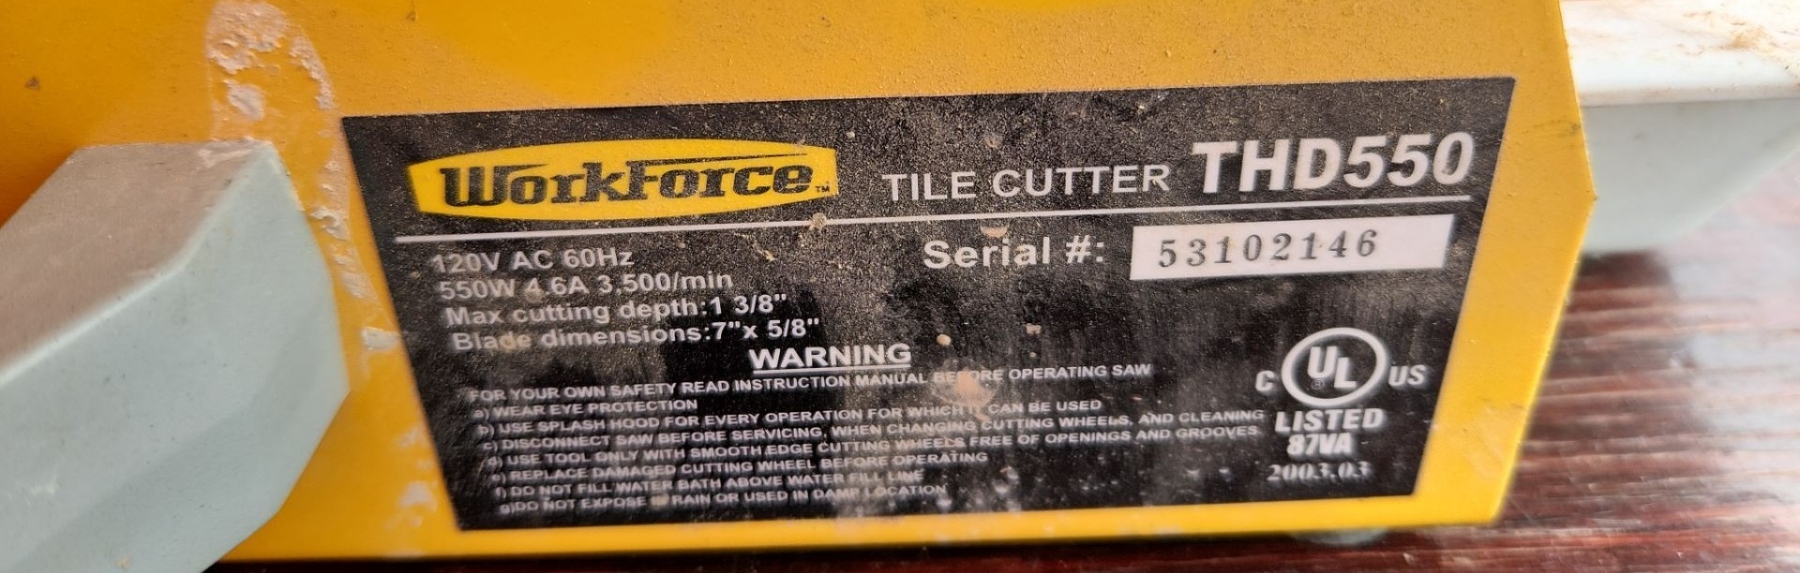 WorkForce™ TILE CUTTER THD550
Serial #: 53102146
120V AC 60Hz
550W 4.6A 3,500/min
Max cutting depth:1 3/8"
Blade dimensions:7"x 5/8"
WARNING
FOR YOUR OWN SAFETY READ INSTRUCTION MANUAL BEFORE OPERATING SAW
a) WEAR EYE PROTECTION
b) USE SPLASH HOOD FOR EVERY OPERATION FOR WHICH IT CAN BE USED
c) DISCONNECT SAW BEFORE SERVICING, WHEN CHANGING CUTTING WHEELS, AND CLEANING
d) USE TOOL ONLY WITH SMOOTH EDGE CUTTING WHEELS FREE OF OPENINGS AND GROOVES
e) REPLACE DAMAGED CUTTING WHEEL BEFORE OPERATING
f) DO NOT FILL WATER BATH ABOVE WATER FILL LINE
g)DO NOT EXPOSE RAIN OR USED IN DAMP LOCATION
C UL® US
LISTED
87VA
2003.03